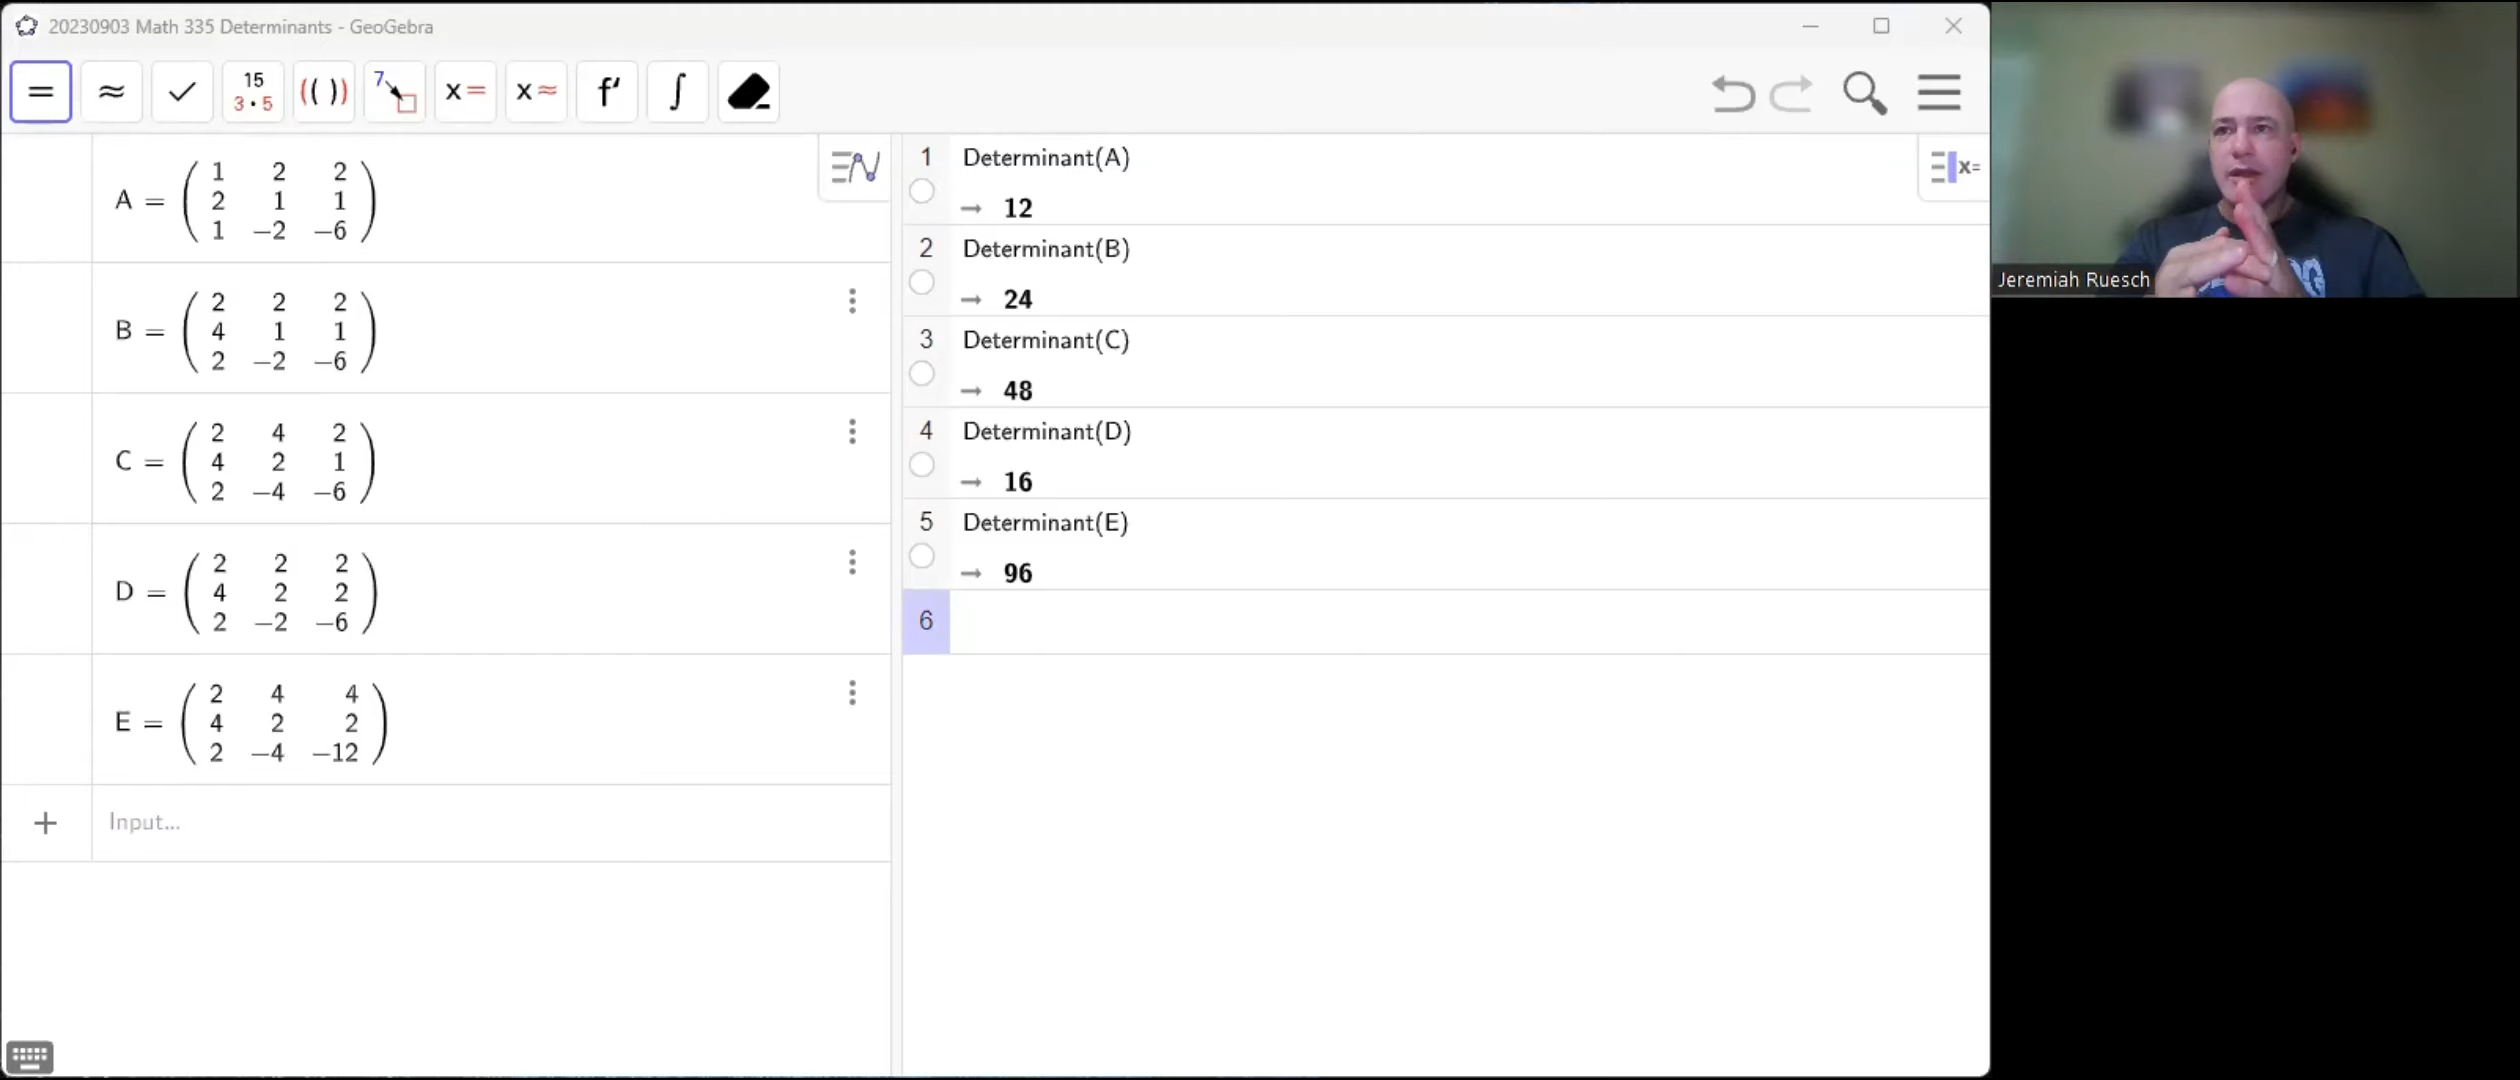 20230903 Math 335 Determinants - GeoGebra
= ≈ ✓ 15 3 · 5 (( )) 7 x = x ≈ f′ ∫
A = ( 1 2 2
2 1 1
1 −2 −6 )
B = ( 2 2 2
4 1 1
2 −2 −6 )
C = ( 2 4 2
4 2 1
2 −4 −6 )
D = ( 2 2 2
4 2 2
2 −2 −6 )
E = ( 2 4 4
4 2 2
2 −4 −12 )
+ Input...
1 Determinant(A)
→ 12
2 Determinant(B)
→ 24
3 Determinant(C)
→ 48
4 Determinant(D)
→ 16
5 Determinant(E)
→ 96
6
x=
Jeremiah Ruesch